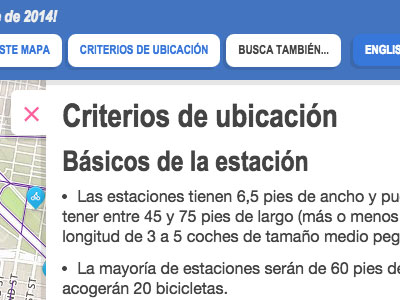 de 2014!
STE MAPA
CRITERIOS DE UBICACIÓN
BUSCA TAMBIÉN...
ENGLIS
Criterios de ubicación
Básicos de la estación
• Las estaciones tienen 6,5 pies de ancho y pu
tener entre 45 y 75 pies de largo (más o menos
longitud de 3 a 5 coches de tamaño medio peg
• La mayoría de estaciones serán de 60 pies de
acogerán 20 bicicletas.